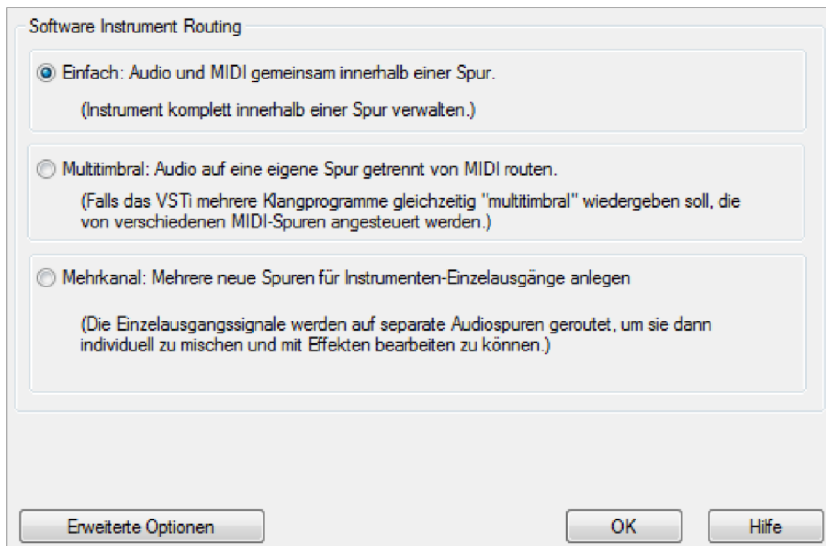 Software Instrument Routing
Einfach: Audio und MIDI gemeinsam innerhalb einer Spur.
(Instrument komplett innerhalb einer Spur verwalten.)
Multitimbral: Audio auf eine eigene Spur getrennt von MIDI routen.
(Falls das VSTi mehrere Klangprogramme gleichzeitig "multitimbral" wiedergeben soll, die
von verschiedenen MIDI-Spuren angesteuert werden.)
Mehrkanal: Mehrere neue Spuren für Instrumenten-Einzelausgänge anlegen
(Die Einzelausgangssignale werden auf separate Audiospuren geroutet, um sie dann
individuell zu mischen und mit Effekten bearbeiten zu können.)
Erweiterte Optionen
OK
Hilfe